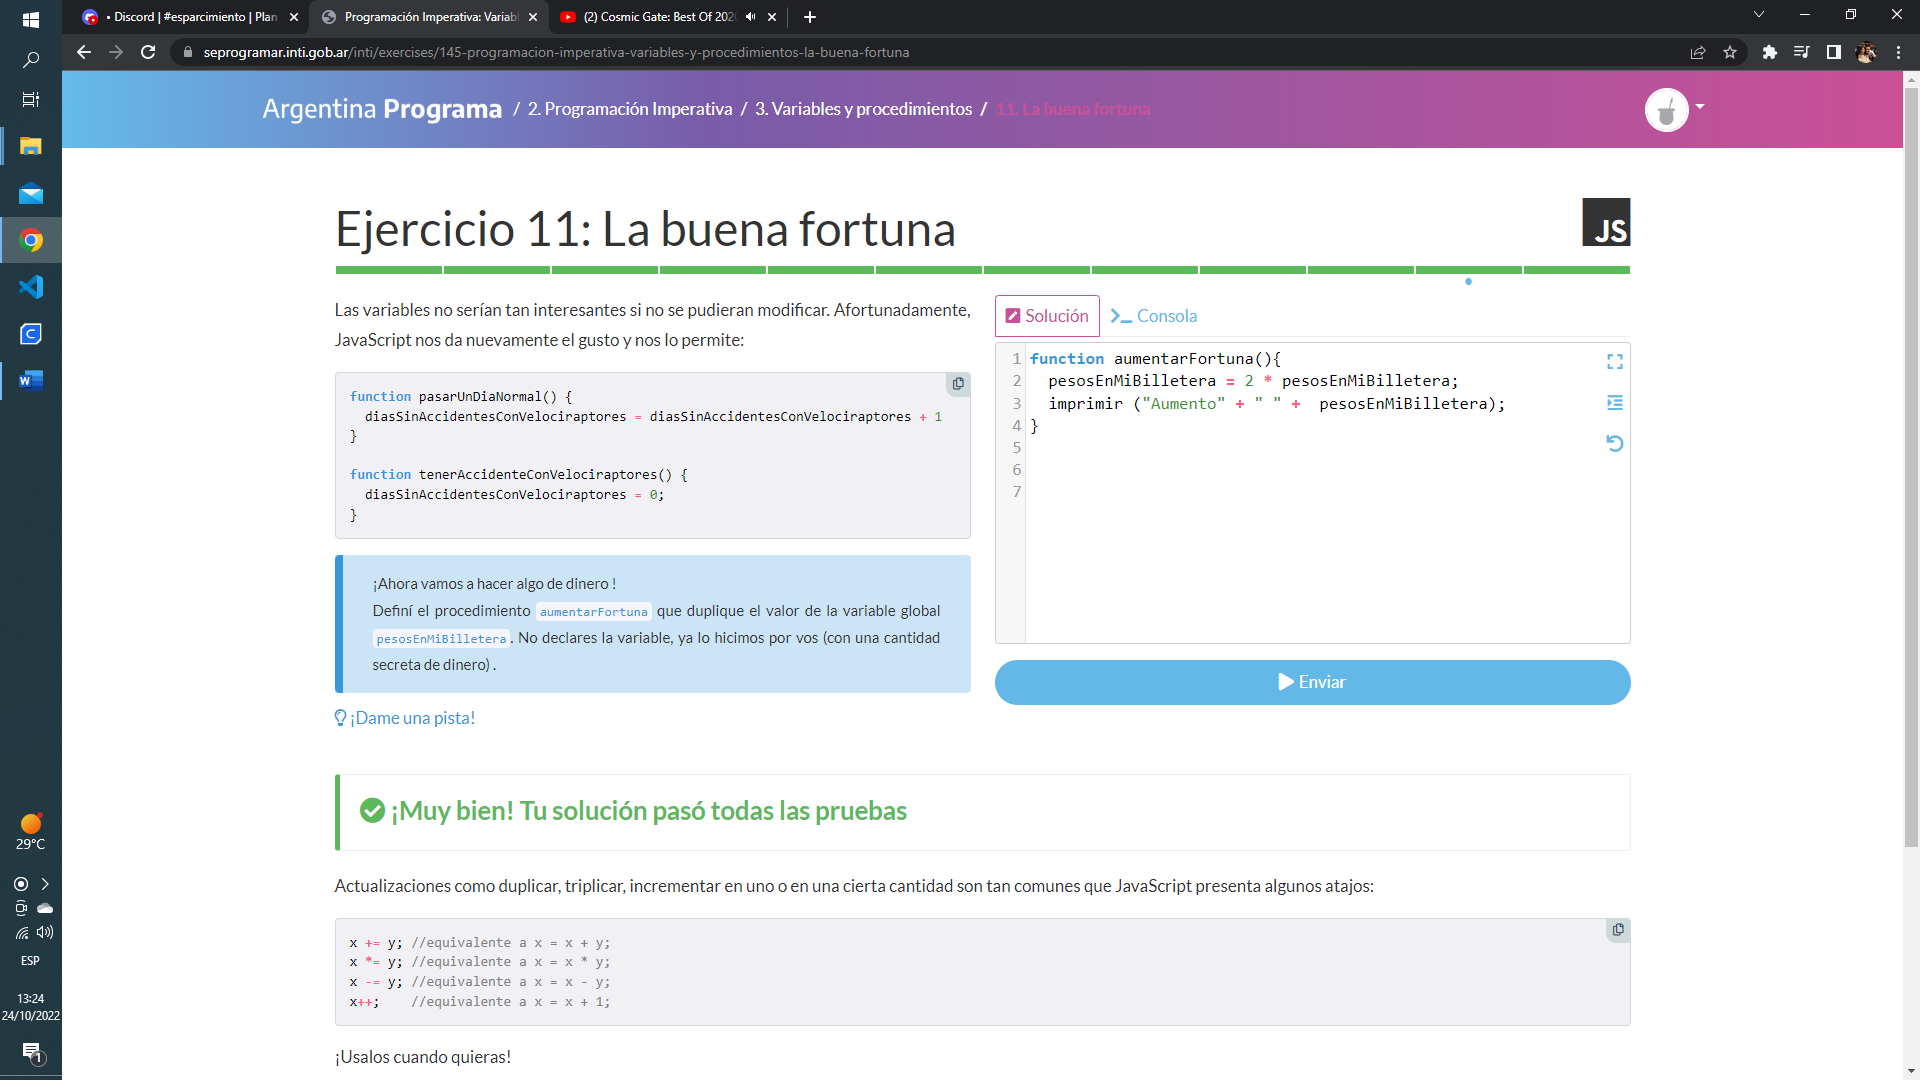 • Discord | #esparcimiento | Plan
Programación Imperativa: Variab
(2) Cosmic Gate: Best Of 202
seprogramar.inti.gob.ar/inti/exercises/145-programacion-imperativa-variables-y-procedimientos-la-buena-fortuna
Argentina Programa / 2. Programación Imperativa / 3. Variables y procedimientos / 11. La buena fortuna
Ejercicio 11: La buena fortuna
JS
Las variables no serían tan interesantes si no se pudieran modificar. Afortunadamente,
JavaScript nos da nuevamente el gusto y nos lo permite:
function pasarUnDiaNormal() {
diasSinAccidentesConVelociraptores = diasSinAccidentesConVelociraptores + 1
}
function tenerAccidenteConVelociraptores() {
diasSinAccidentesConVelociraptores = 0;
}
¡Ahora vamos a hacer algo de dinero !
Definí el procedimiento aumentarFortuna que duplique el valor de la variable global
pesosEnMiBilletera. No declares la variable, ya lo hicimos por vos (con una cantidad
secreta de dinero) .
¡Dame una pista!
Solución
Consola
1 function aumentarFortuna(){
2 pesosEnMiBilletera = 2 * pesosEnMiBilletera;
3 imprimir ("Aumento" + " " +  pesosEnMiBilletera);
4 }
5
6
7
Enviar
¡Muy bien! Tu solución pasó todas las pruebas
Actualizaciones como duplicar, triplicar, incrementar en uno o en una cierta cantidad son tan comunes que JavaScript presenta algunos atajos:
x += y; //equivalente a x = x + y;
x *= y; //equivalente a x = x * y;
x -= y; //equivalente a x = x - y;
x++;    //equivalente a x = x + 1;
¡Usalos cuando quieras!
29°C
ESP
13:24
24/10/2022
1